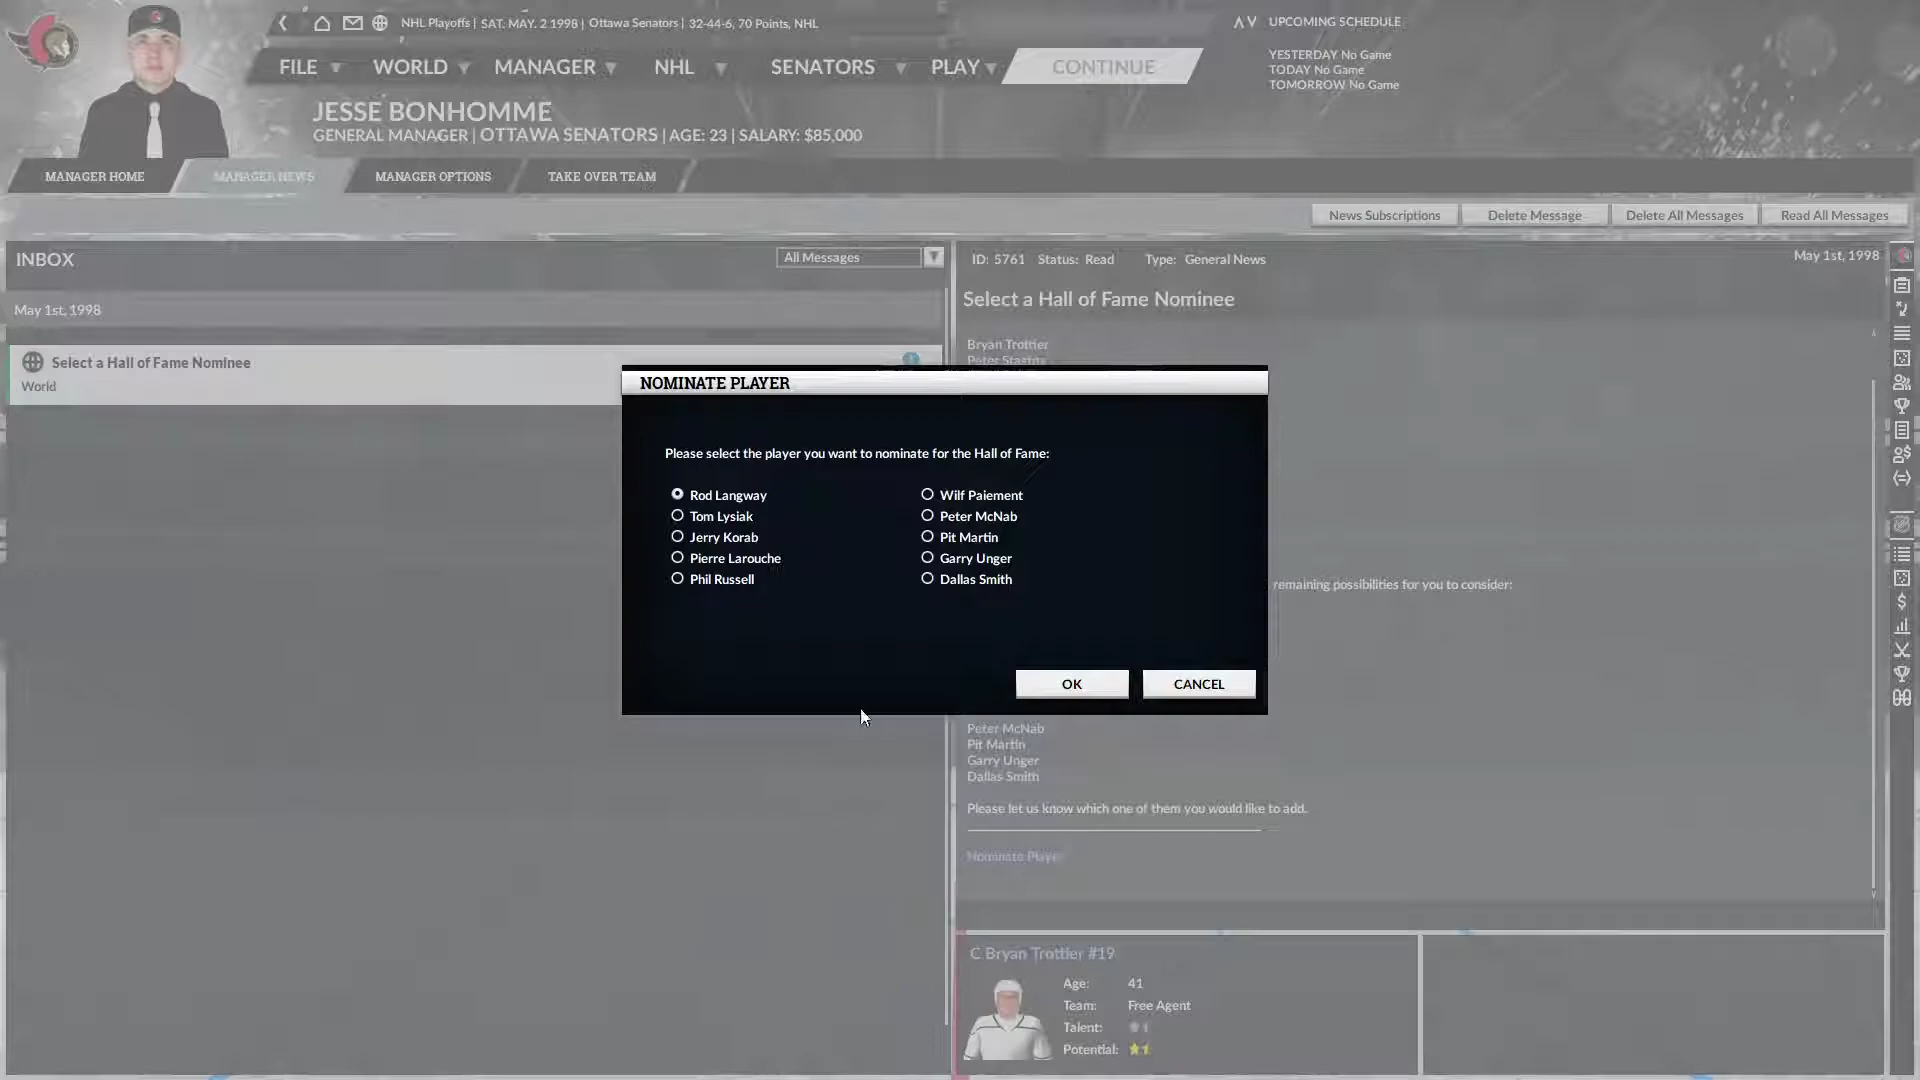 NHL Playoffs | SAT. MAY. 2 1998 | Ottawa Senators | 32-44-6, 70 Points, NHL
UPCOMING SCHEDULE
YESTERDAY No Game
TODAY No Game
TOMORROW No Game
FILE WORLD MANAGER NHL SENATORS PLAY CONTINUE
JESSE BONHOMME
GENERAL MANAGER | OTTAWA SENATORS | AGE: 23 | SALARY: $85,000
MANAGER HOME MANAGER NEWS MANAGER OPTIONS TAKE OVER TEAM
News Subscriptions Delete Message Delete All Messages Read All Messages
INBOX
All Messages
May 1st, 1998
Select a Hall of Fame Nominee
World
ID: 5761 Status: Read Type: General News
May 1st, 1998
Select a Hall of Fame Nominee
Bryan Trottier
Peter Stastny
NOMINATE PLAYER
Please select the player you want to nominate for the Hall of Fame:
Rod Langway
Tom Lysiak
Jerry Korab
Pierre Larouche
Phil Russell
Wilf Paiement
Peter McNab
Pit Martin
Garry Unger
Dallas Smith
OK CANCEL
remaining possibilities for you to consider:
Peter McNab
Pit Martin
Garry Unger
Dallas Smith
Please let us know which one of them you would like to add.
Nominate Player
C Bryan Trottier #19
Age: 41
Team: Free Agent
Talent:
Potential: